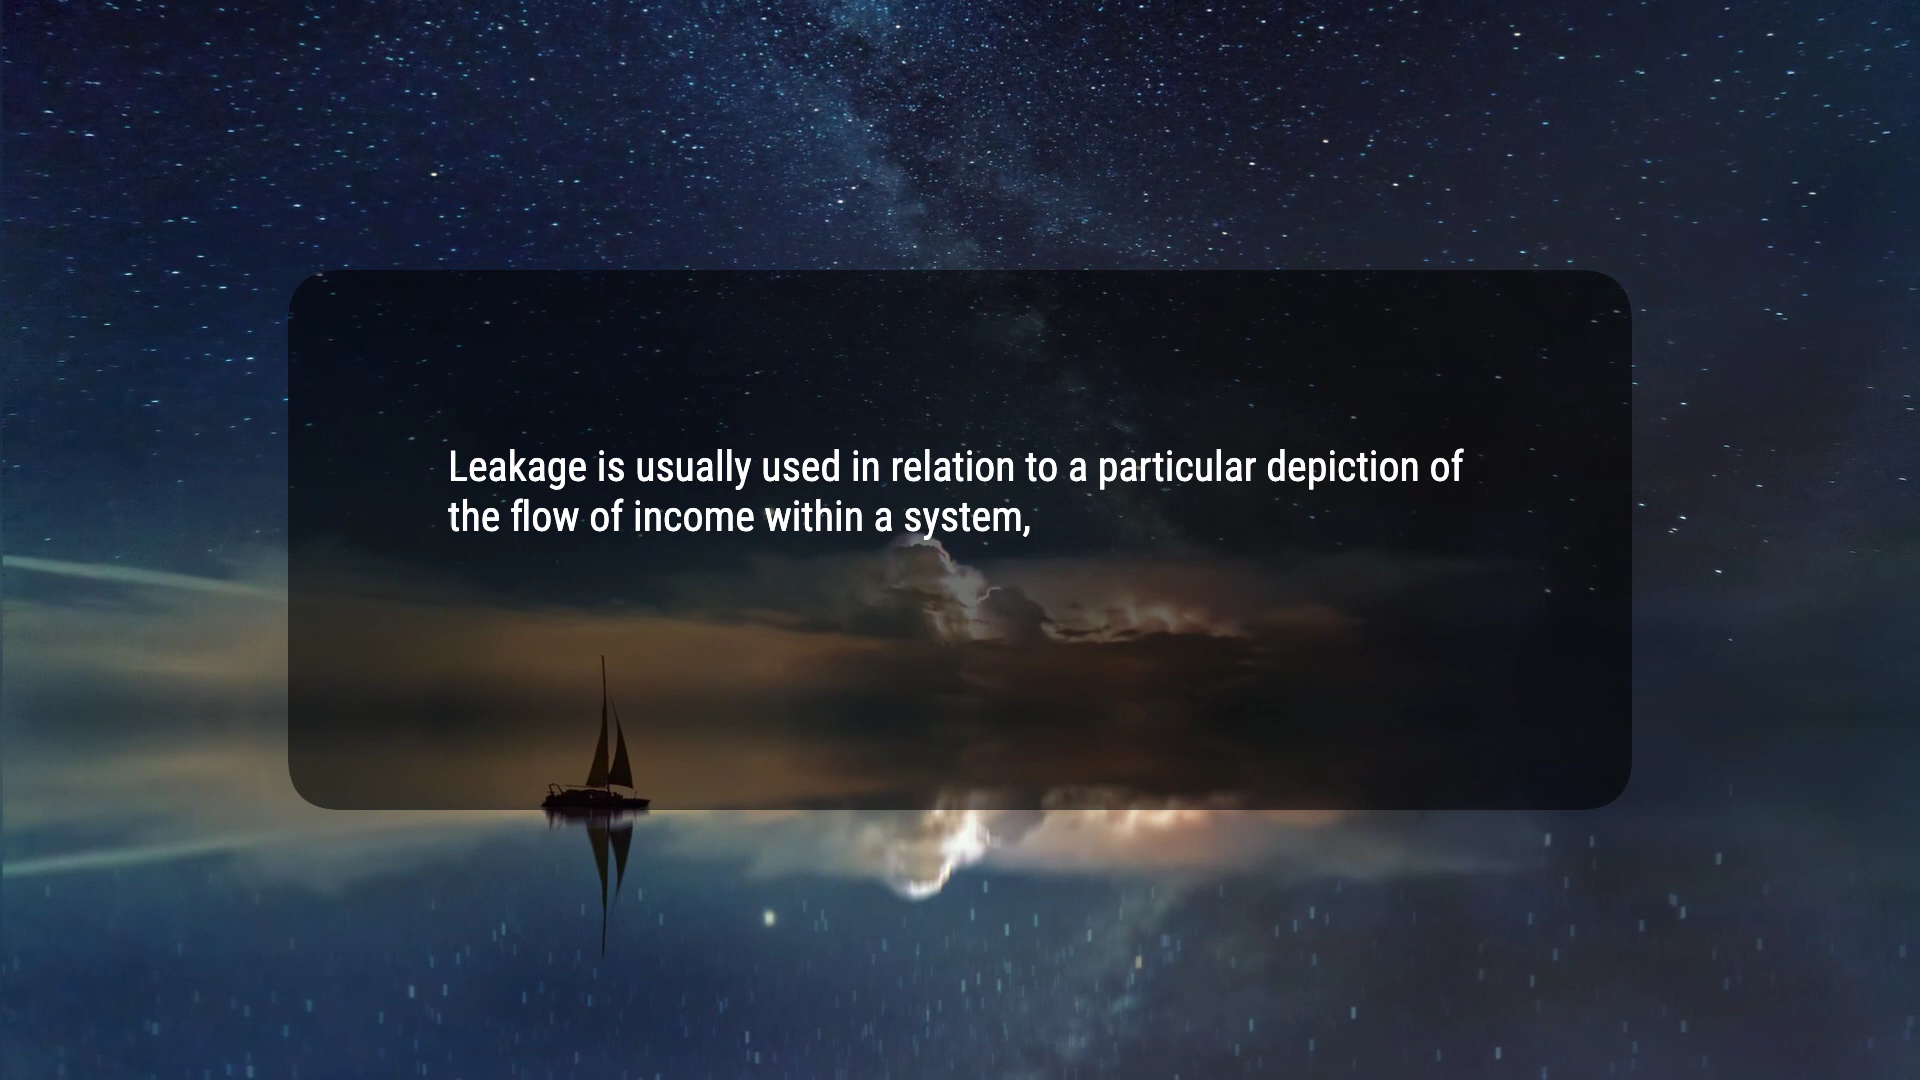 Leakage is usually used in relation to a particular depiction of
the flow of income within a system,